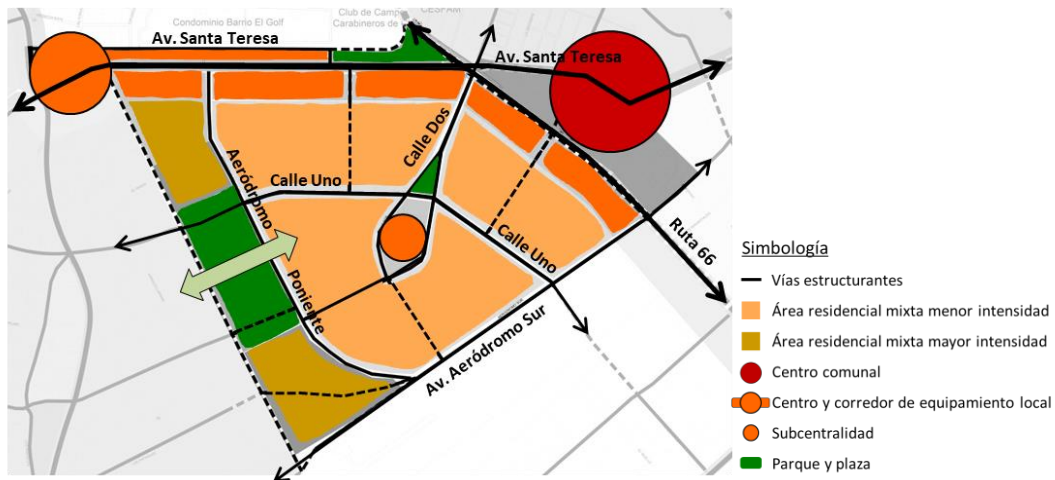 Condominio Barrio El Golf
Club de Campo
Carabineros de
CESFAM
Av. Santa Teresa
Av. Santa Teresa
Calle Dos
Aeródromo
Poniente
Calle Uno
Calle Uno
Ruta 66
Av. Aeródromo Sur
Simbología
Vías estructurantes
Área residencial mixta menor intensidad
Área residencial mixta mayor intensidad
Centro comunal
Centro y corredor de equipamiento local
Subcentralidad
Parque y plaza